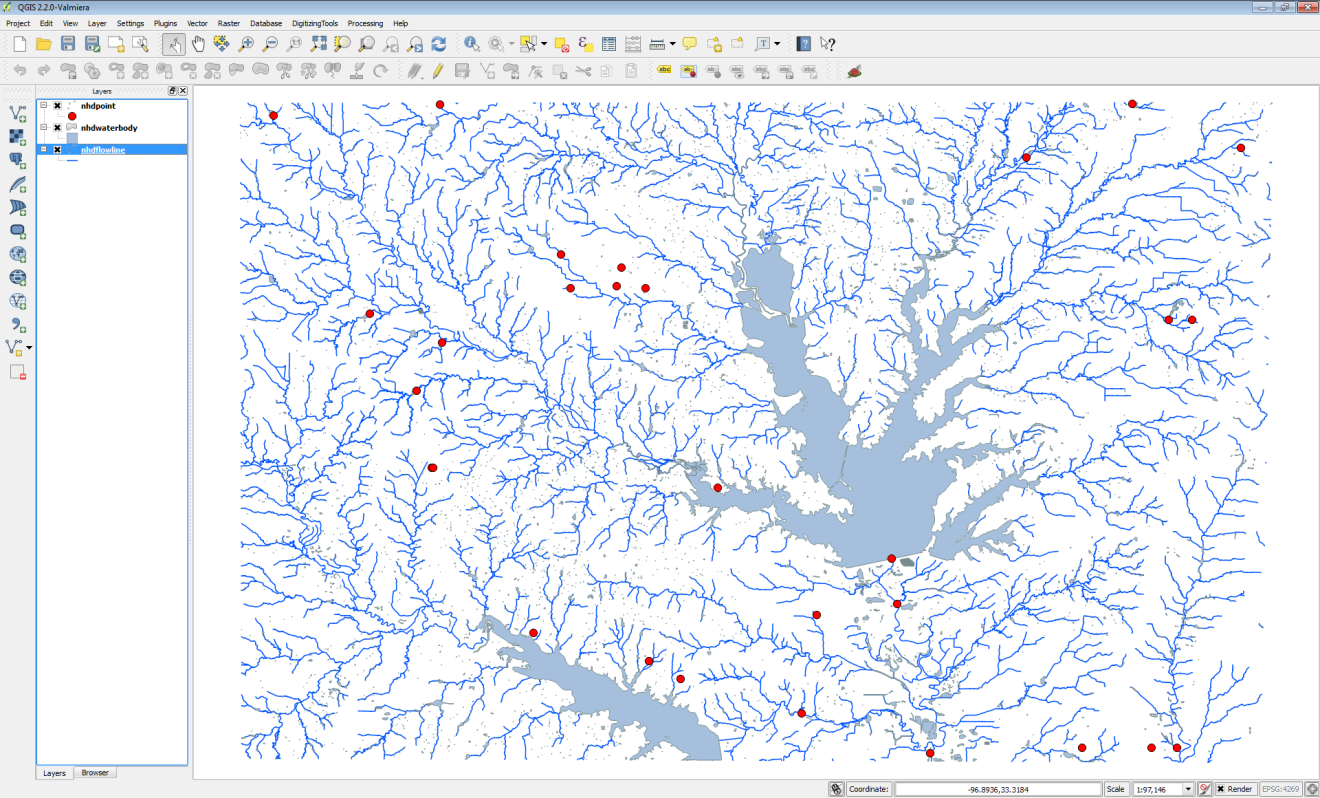 QGIS 2.2.0-Valmiera
Project Edit View Layer Settings Plugins Vector Raster Database DigitizingTools Processing Help
Layers
nhdpoint
nhdwaterbody
nhdflowline
Layers Browser
Coordinate: -96.8936,33.3184 Scale 1:97,146 Render EPSG:4269